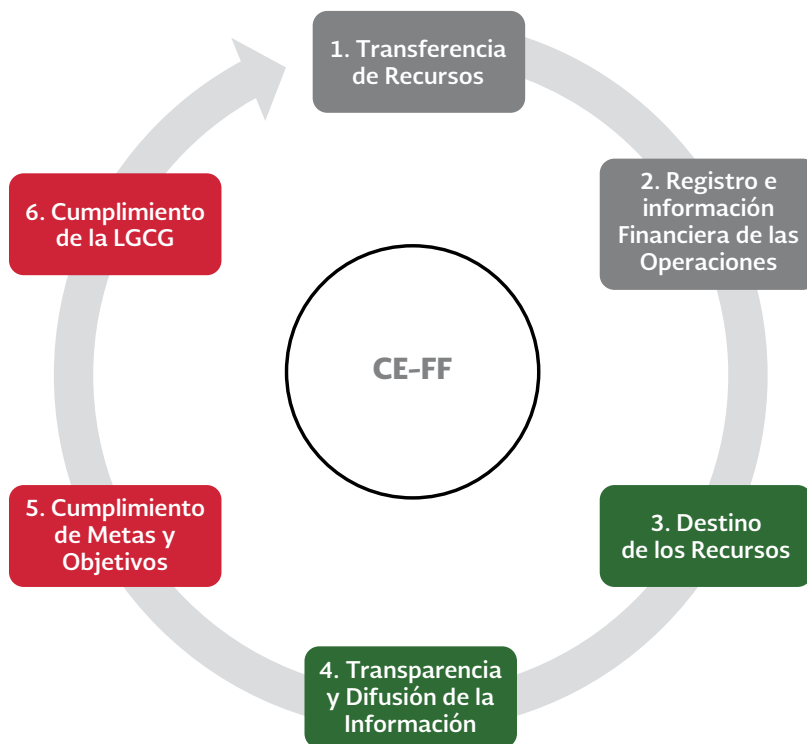 1. Transferencia
de Recursos
2. Registro e
información
Financiera de las
Operaciones
3. Destino
de los Recursos
4. Transparencia
y Difusión de la
Información
5. Cumplimiento
de Metas y
Objetivos
6. Cumplimiento
de la LGCG
CE-FF